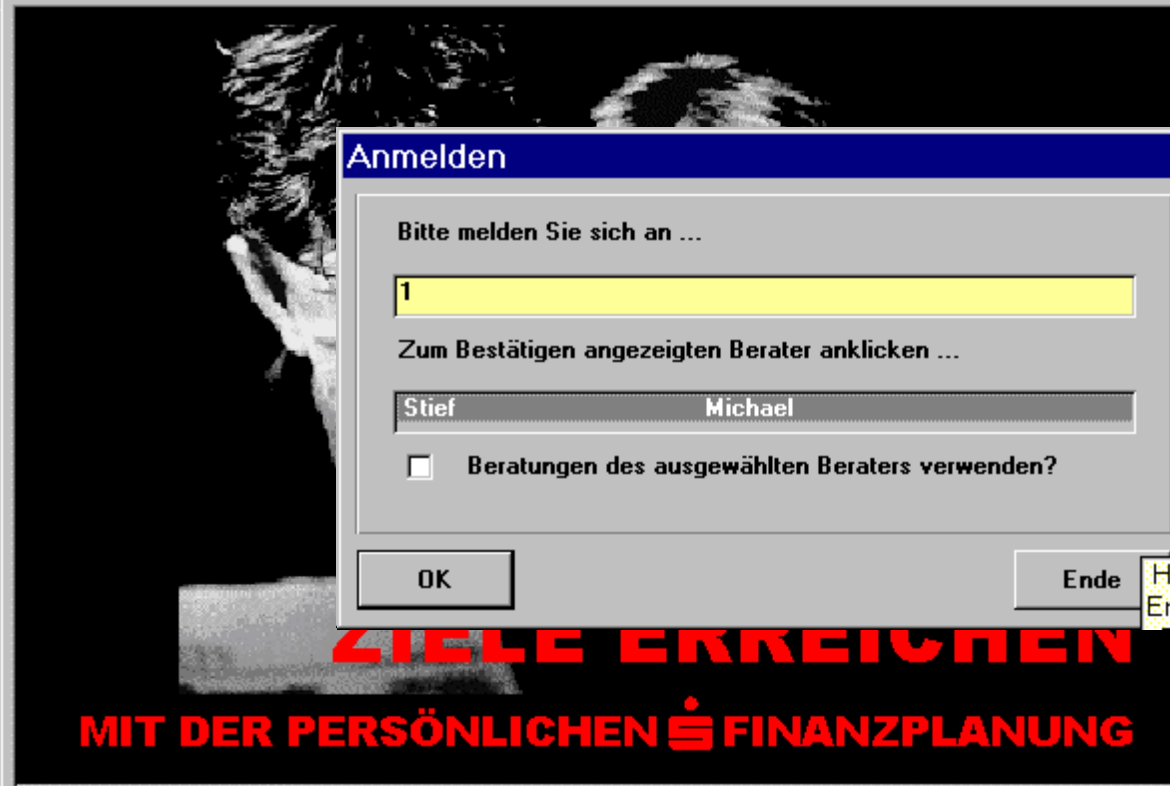 Anmelden
Bitte melden Sie sich an ...
1
Zum Bestätigen angezeigten Berater anklicken ...
Stief Michael
Beratungen des ausgewählten Beraters verwenden?
OK Ende
ZIELE ERREICHEN
MIT DER PERSÖNLICHEN FINANZPLANUNG